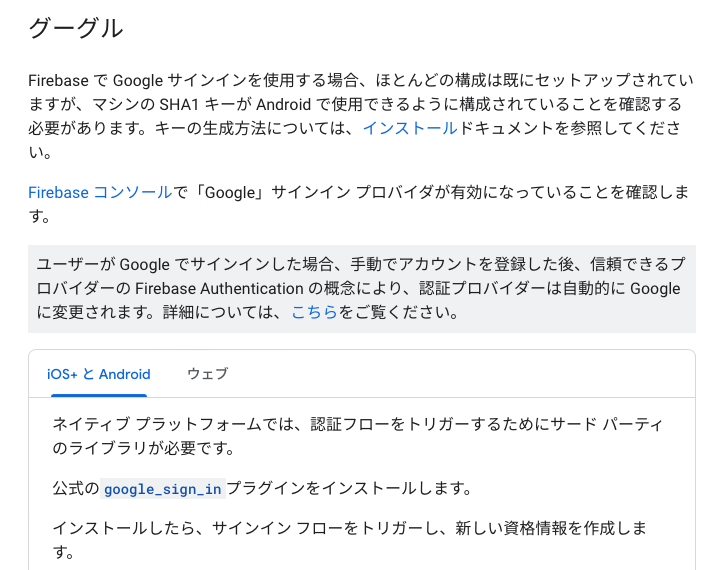 グーグル
Firebase で Google サインインを使用する場合、ほとんどの構成は既にセットアップされてい
ますが、マシンの SHA1 キーが Android で使用できるように構成されていることを確認する
必要があります。キーの生成方法については、インストールドキュメントを参照してくださ
い。
Firebase コンソールで「Google」サインイン プロバイダが有効になっていることを確認しま
す。
ユーザーが Google でサインインした場合、手動でアカウントを登録した後、信頼できるプ
ロバイダーの Firebase Authentication の概念により、認証プロバイダーは自動的に Google
に変更されます。詳細については、こちらをご覧ください。
iOS+ と Android ウェブ
ネイティブ プラットフォームでは、認証フローをトリガーするためにサード パーティ
のライブラリが必要です。
公式のgoogle_sign_inプラグインをインストールします。
インストールしたら、サインイン フローをトリガーし、新しい資格情報を作成しま
す。